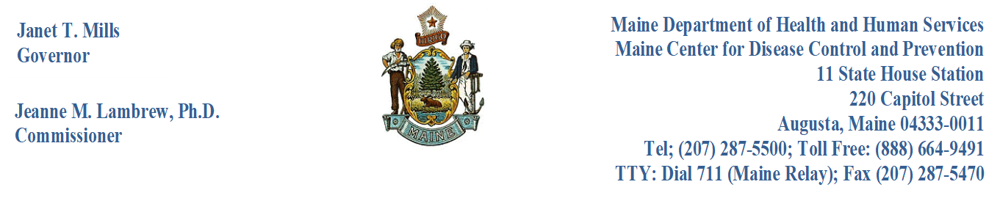 Janet T. Mills
Governor
Jeanne M. Lambrew, Ph.D.
Commissioner
DIRIGO
MAINE
Maine Department of Health and Human Services
Maine Center for Disease Control and Prevention
11 State House Station
220 Capitol Street
Augusta, Maine 04333-0011
Tel; (207) 287-5500; Toll Free: (888) 664-9491
TTY: Dial 711 (Maine Relay); Fax (207) 287-5470